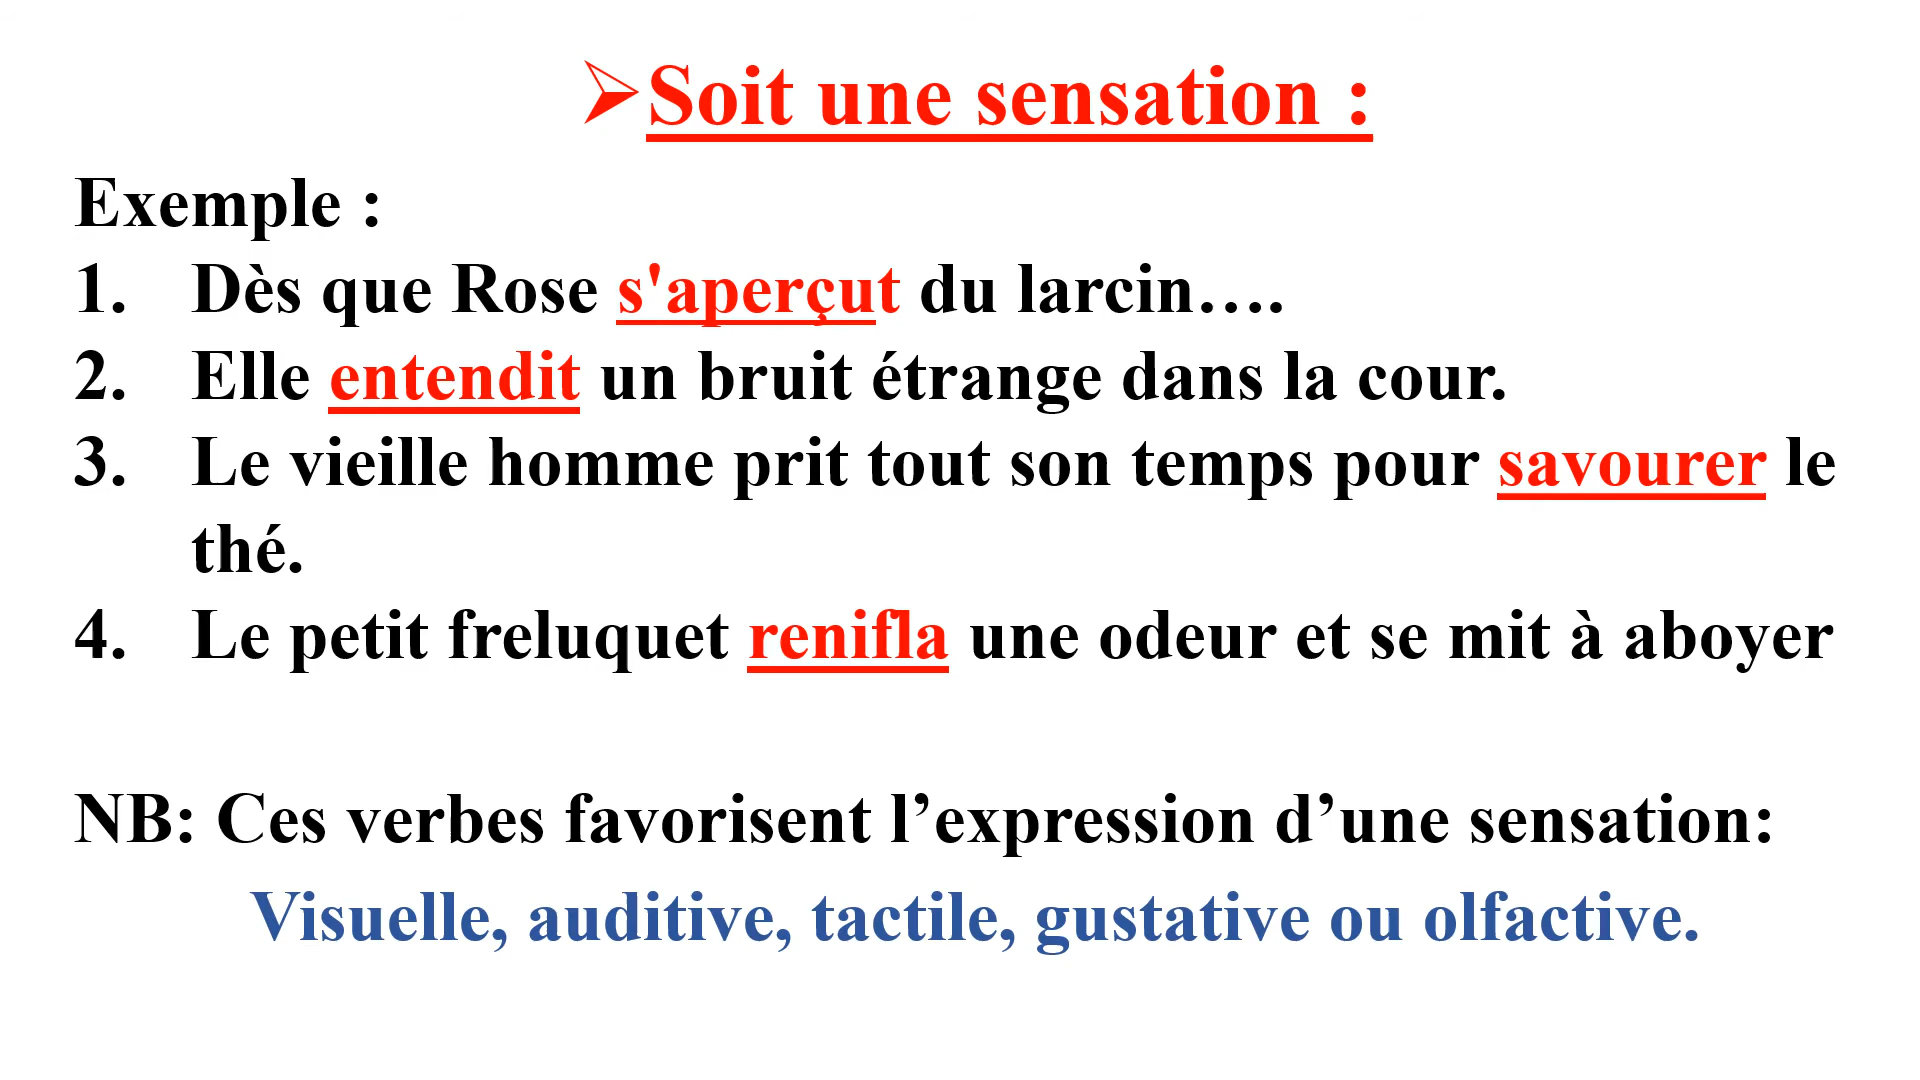 ➢Soit une sensation :
Exemple :
1. Dès que Rose s'aperçut du larcin….
2. Elle entendit un bruit étrange dans la cour.
3. Le vieille homme prit tout son temps pour savourer le
thé.
4. Le petit freluquet renifla une odeur et se mit à aboyer
NB: Ces verbes favorisent l’expression d’une sensation:
Visuelle, auditive, tactile, gustative ou olfactive.